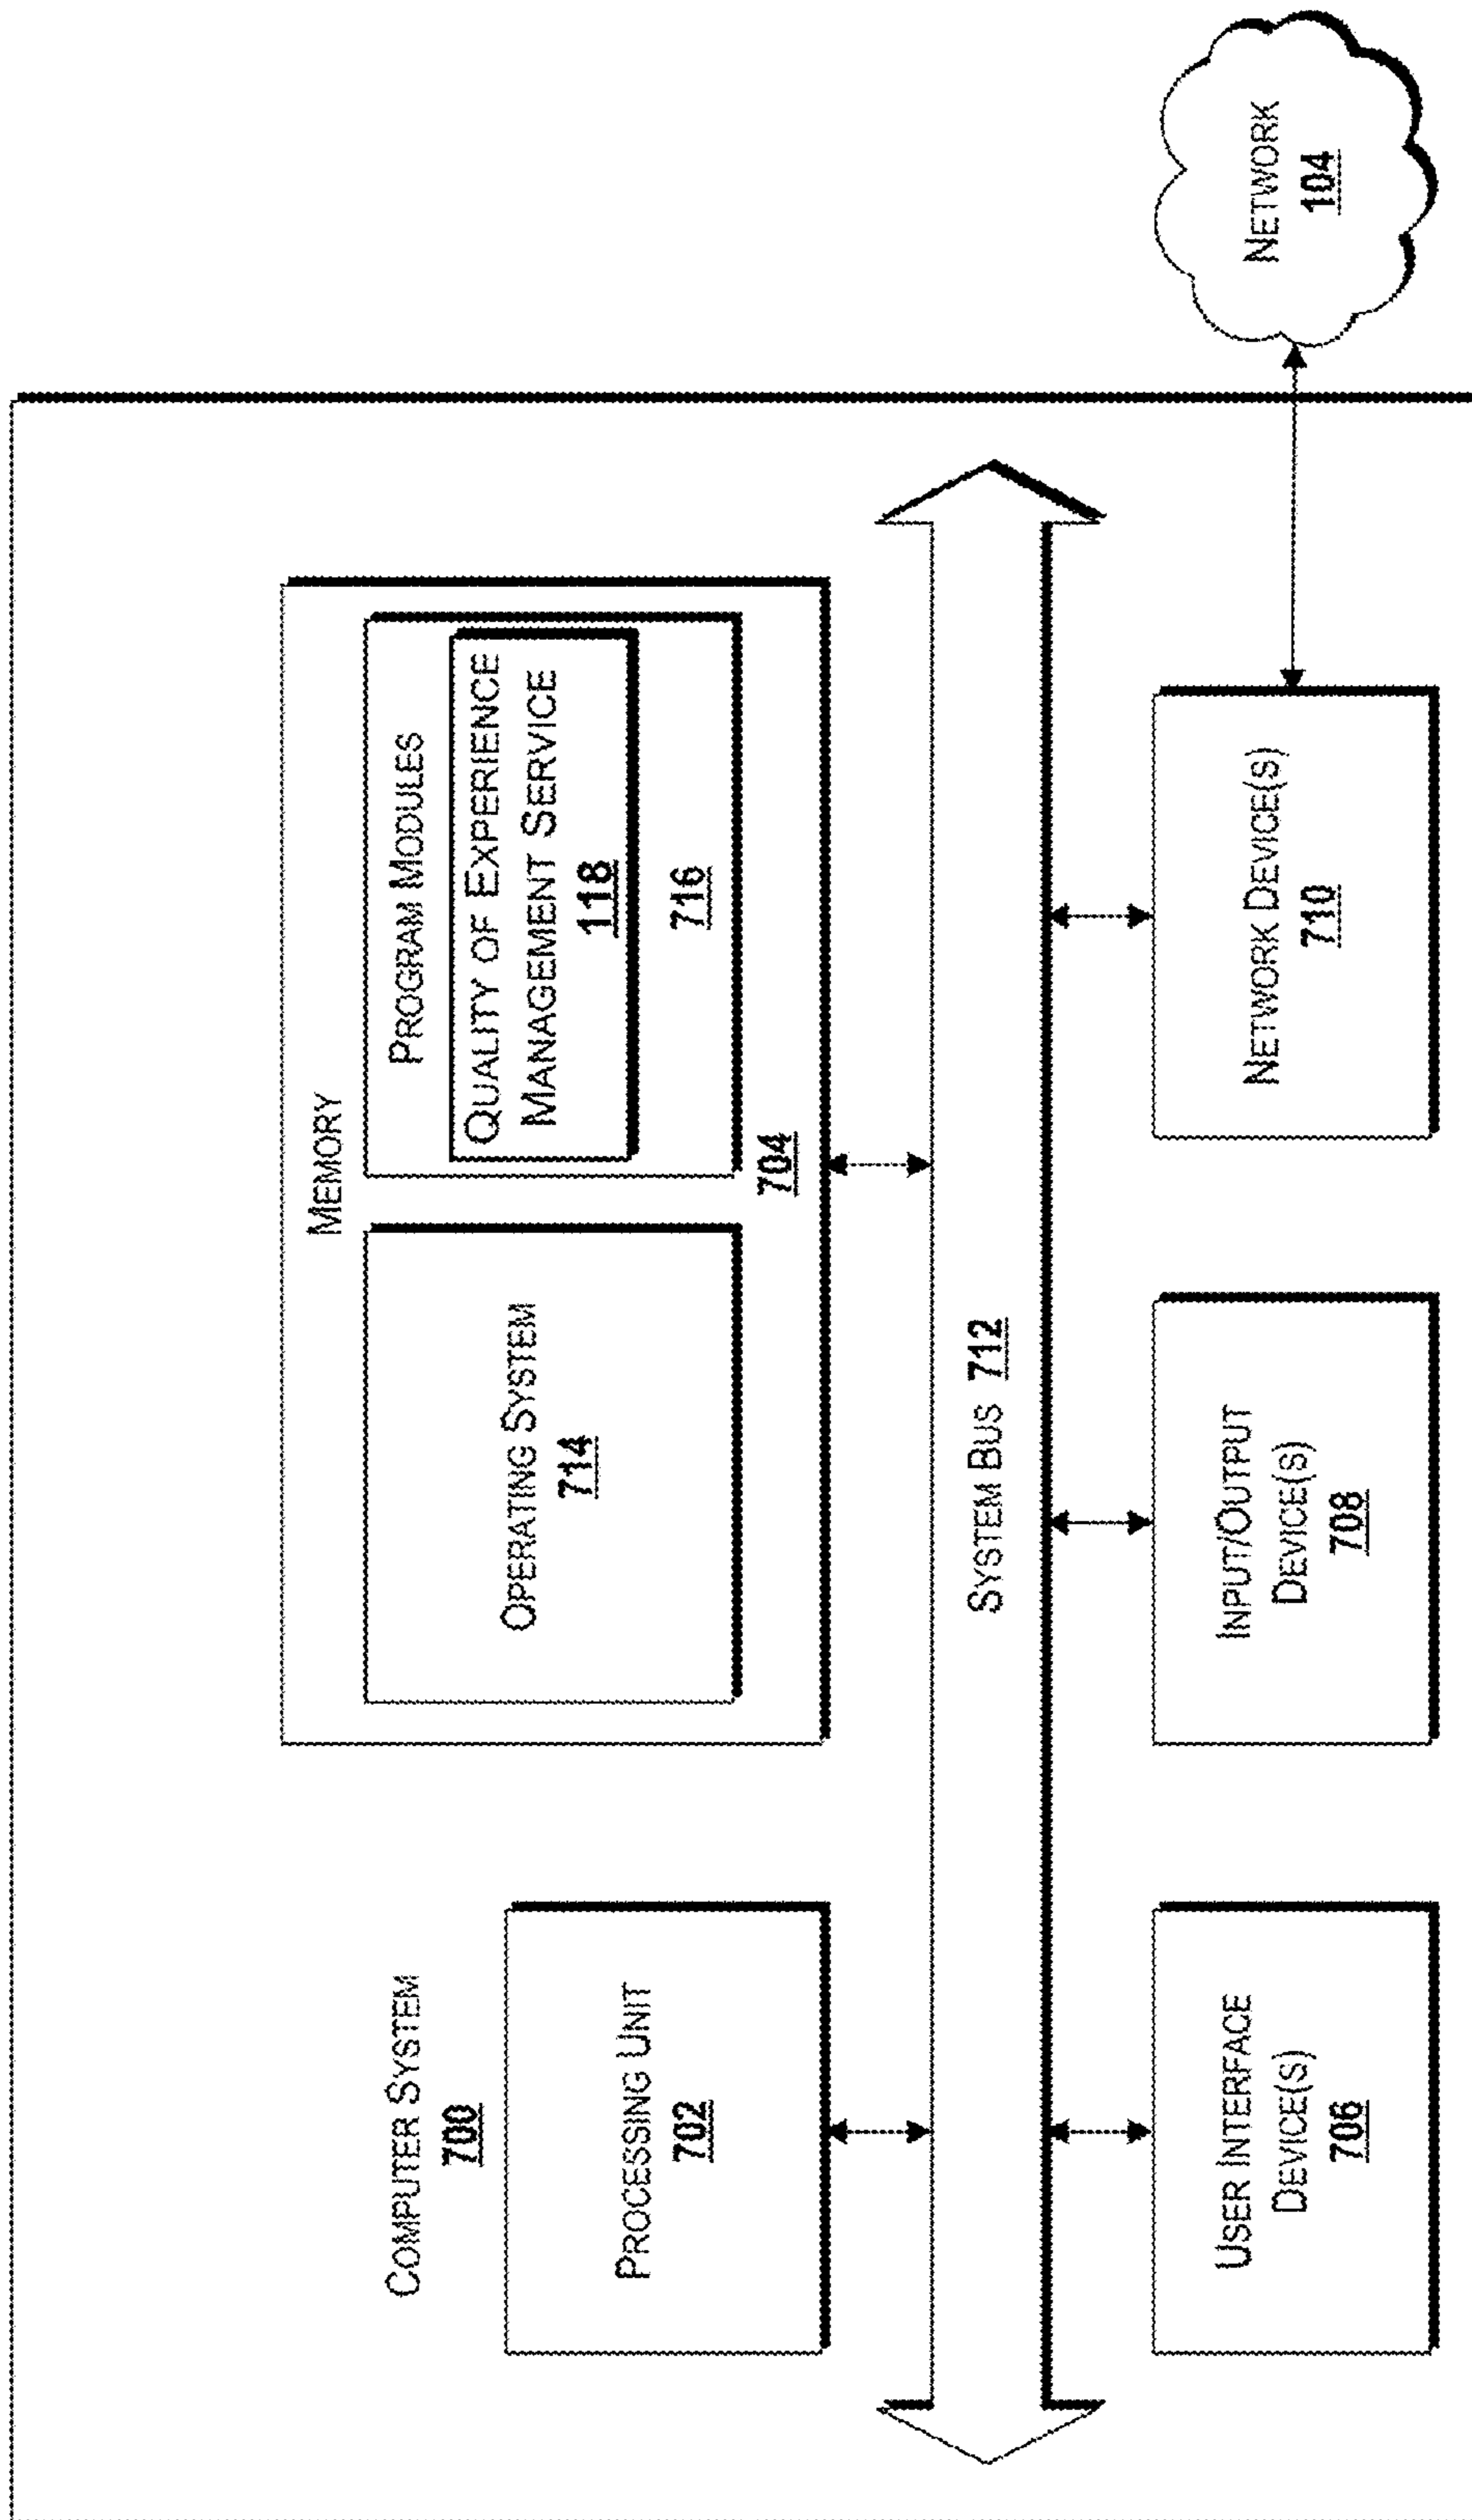 COMPUTER SYSTEM
700
PROCESSING UNIT
702
MEMORY
OPERATING SYSTEM
714
PROGRAM MODULES
QUALITY OF EXPERIENCE
MANAGEMENT SERVICE
118
716
704
SYSTEM BUS 712
USER INTERFACE
DEVICE(S)
706
INPUT/OUTPUT
DEVICE(S)
708
NETWORK DEVICE(S)
710
NETWORK
104